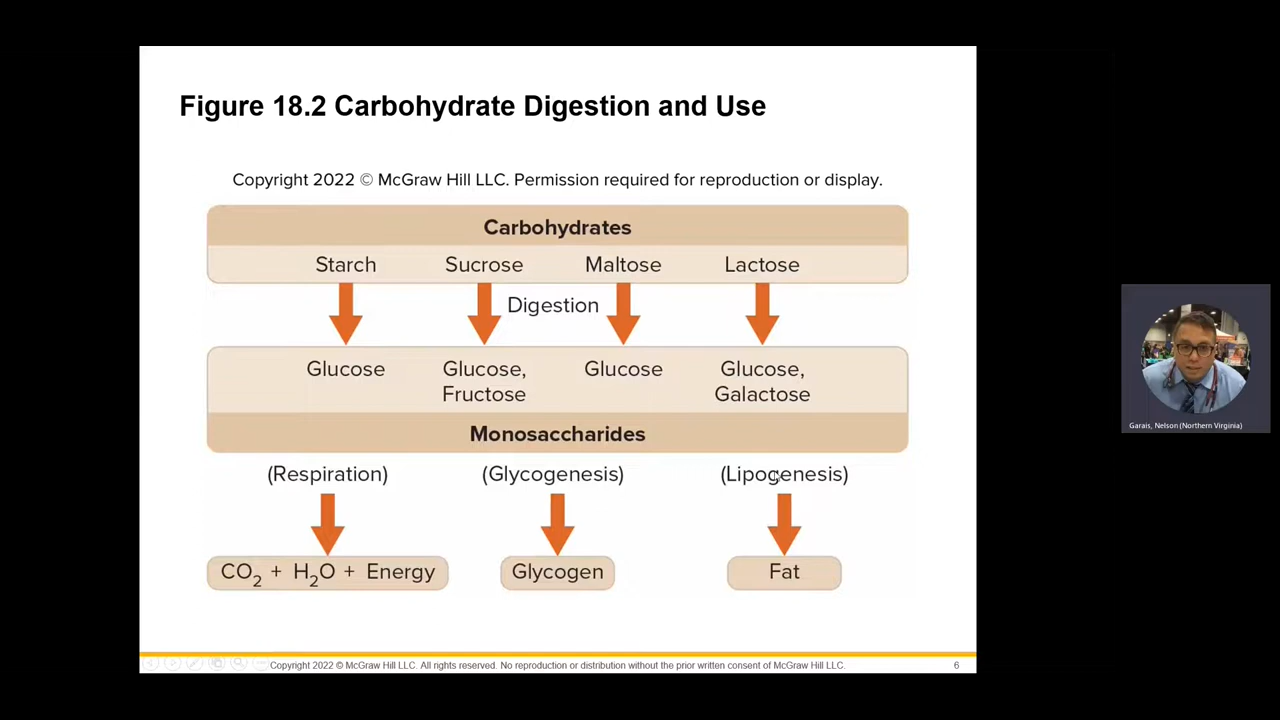 Figure 18.2 Carbohydrate Digestion and Use
Copyright 2022 © McGraw Hill LLC. Permission required for reproduction or display.
Carbohydrates
Starch Sucrose Maltose Lactose
Digestion
Glucose Glucose, Glucose Glucose,
Fructose Galactose
Monosaccharides
(Respiration) (Glycogenesis) (Lipogenesis)
CO₂ + H₂O + Energy Glycogen Fat
Copyright 2022 © McGraw Hill LLC. All rights reserved. No reproduction or distribution without the prior written consent of McGraw Hill LLC. 6
Garais, Nelson (Northern Virginia)